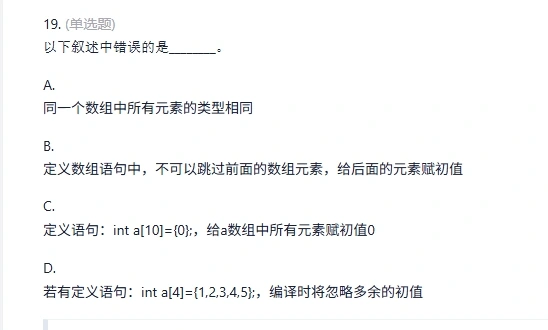 19. (单选题)
以下叙述中错误的是_______。
A.
同一个数组中所有元素的类型相同
B.
定义数组语句中，不可以跳过前面的数组元素，给后面的元素赋初值
C.
定义语句：int a[10]={0};，给a数组中所有元素赋初值0
D.
若有定义语句：int a[4]={1,2,3,4,5};，编译时将忽略多余的初值